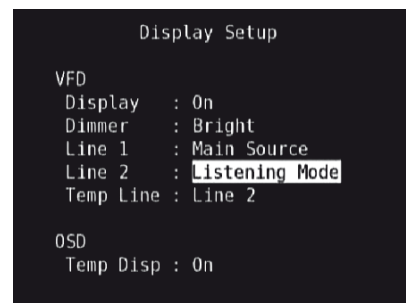 Display Setup
VFD
Display : On
Dimmer : Bright
Line 1 : Main Source
Line 2 : Listening Mode
Temp Line : Line 2
OSD
Temp Disp : On